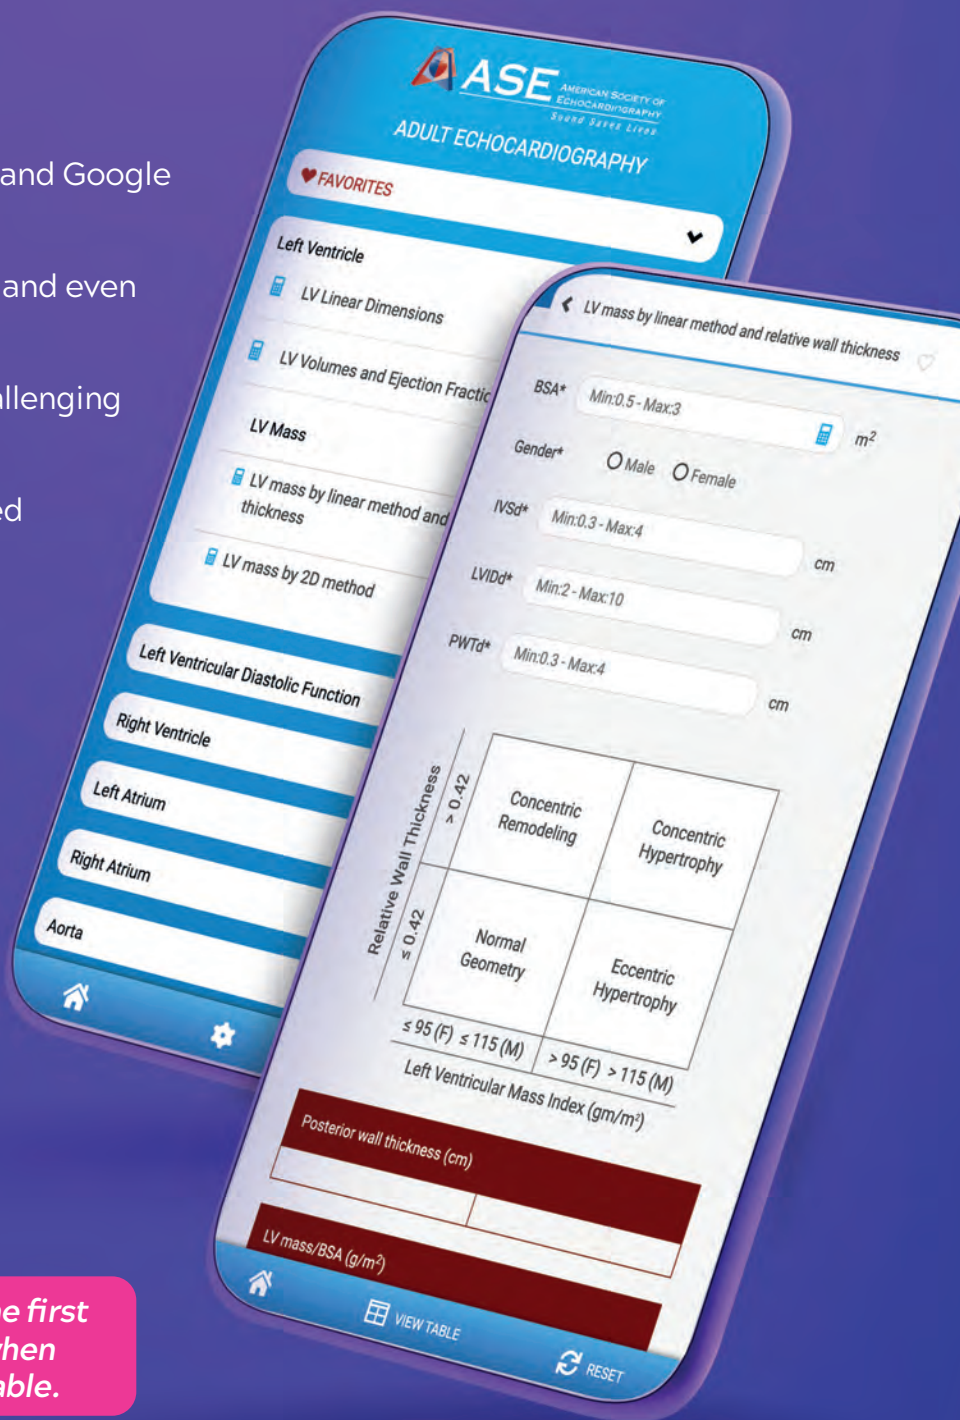 and Google
and even
allenging
ed
ne first
when
able.
ASE
AMERICAN SOCIETY OF
ECHOCARDIOGRAPHY
Sound Saves Lives
ADULT ECHOCARDIOGRAPHY
FAVORITES
Left Ventricle
LV Linear Dimensions
LV Volumes and Ejection Fractic
LV Mass
LV mass by linear method and
thickness
LV mass by 2D method
Left Ventricular Diastolic Function
Right Ventricle
Left Atrium
Right Atrium
Aorta
LV mass by linear method and relative wall thickness
BSA* Min:0.5 - Max:3 m²
Gender* Male Female
IVSd* Min:0.3 - Max:4 cm
LVIDd* Min:2 - Max:10 cm
PWTd* Min:0.3 - Max:4 cm
Relative Wall Thickness
> 0.42
≤ 0.42
Concentric
Remodeling
Concentric
Hypertrophy
Normal
Geometry
Eccentric
Hypertrophy
≤ 95 (F) ≤ 115 (M) > 95 (F) > 115 (M)
Left Ventricular Mass Index (gm/m²)
Posterior wall thickness (cm)
LV mass/BSA (g/m²)
VIEW TABLE
RESET